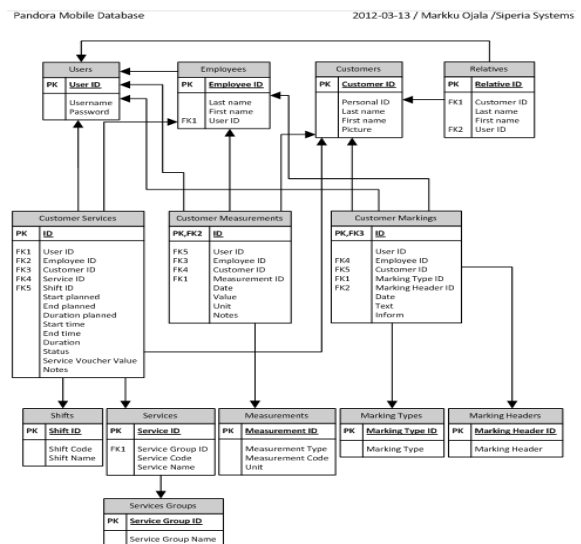 Pandora Mobile Database
2012-03-13 / Markku Ojala /Siperia Systems
Users
PK User ID
Username
Password
Employees
PK Employee ID
Last name
First name
FK1 User ID
Customers
PK Customer ID
Personal ID
Last name
First name
Picture
Relatives
PK Relative ID
FK1 Customer ID
Last name
First name
FK2 User ID
Customer Services
PK ID
FK1 User ID
FK2 Employee ID
FK3 Customer ID
FK4 Service ID
FK5 Shift ID
Start planned
End planned
Duration planned
Start time
End time
Duration
Status
Service Voucher Value
Notes
Customer Measurements
PK,FK2 ID
FK5 User ID
FK3 Employee ID
FK4 Customer ID
FK1 Measurement ID
Date
Value
Unit
Notes
Customer Markings
PK,FK3 ID
User ID
FK4 Employee ID
FK5 Customer ID
FK1 Marking Type ID
FK2 Marking Header ID
Date
Text
Inform
Shifts
PK Shift ID
Shift Code
Shift Name
Services
PK Service ID
FK1 Service Group ID
Service Code
Service Name
Measurements
PK Measurement ID
Measurement Type
Measurement Code
Unit
Marking Types
PK Marking Type ID
Marking Type
Marking Headers
PK Marking Header ID
Marking Header
Services Groups
PK Service Group ID
Service Group Name